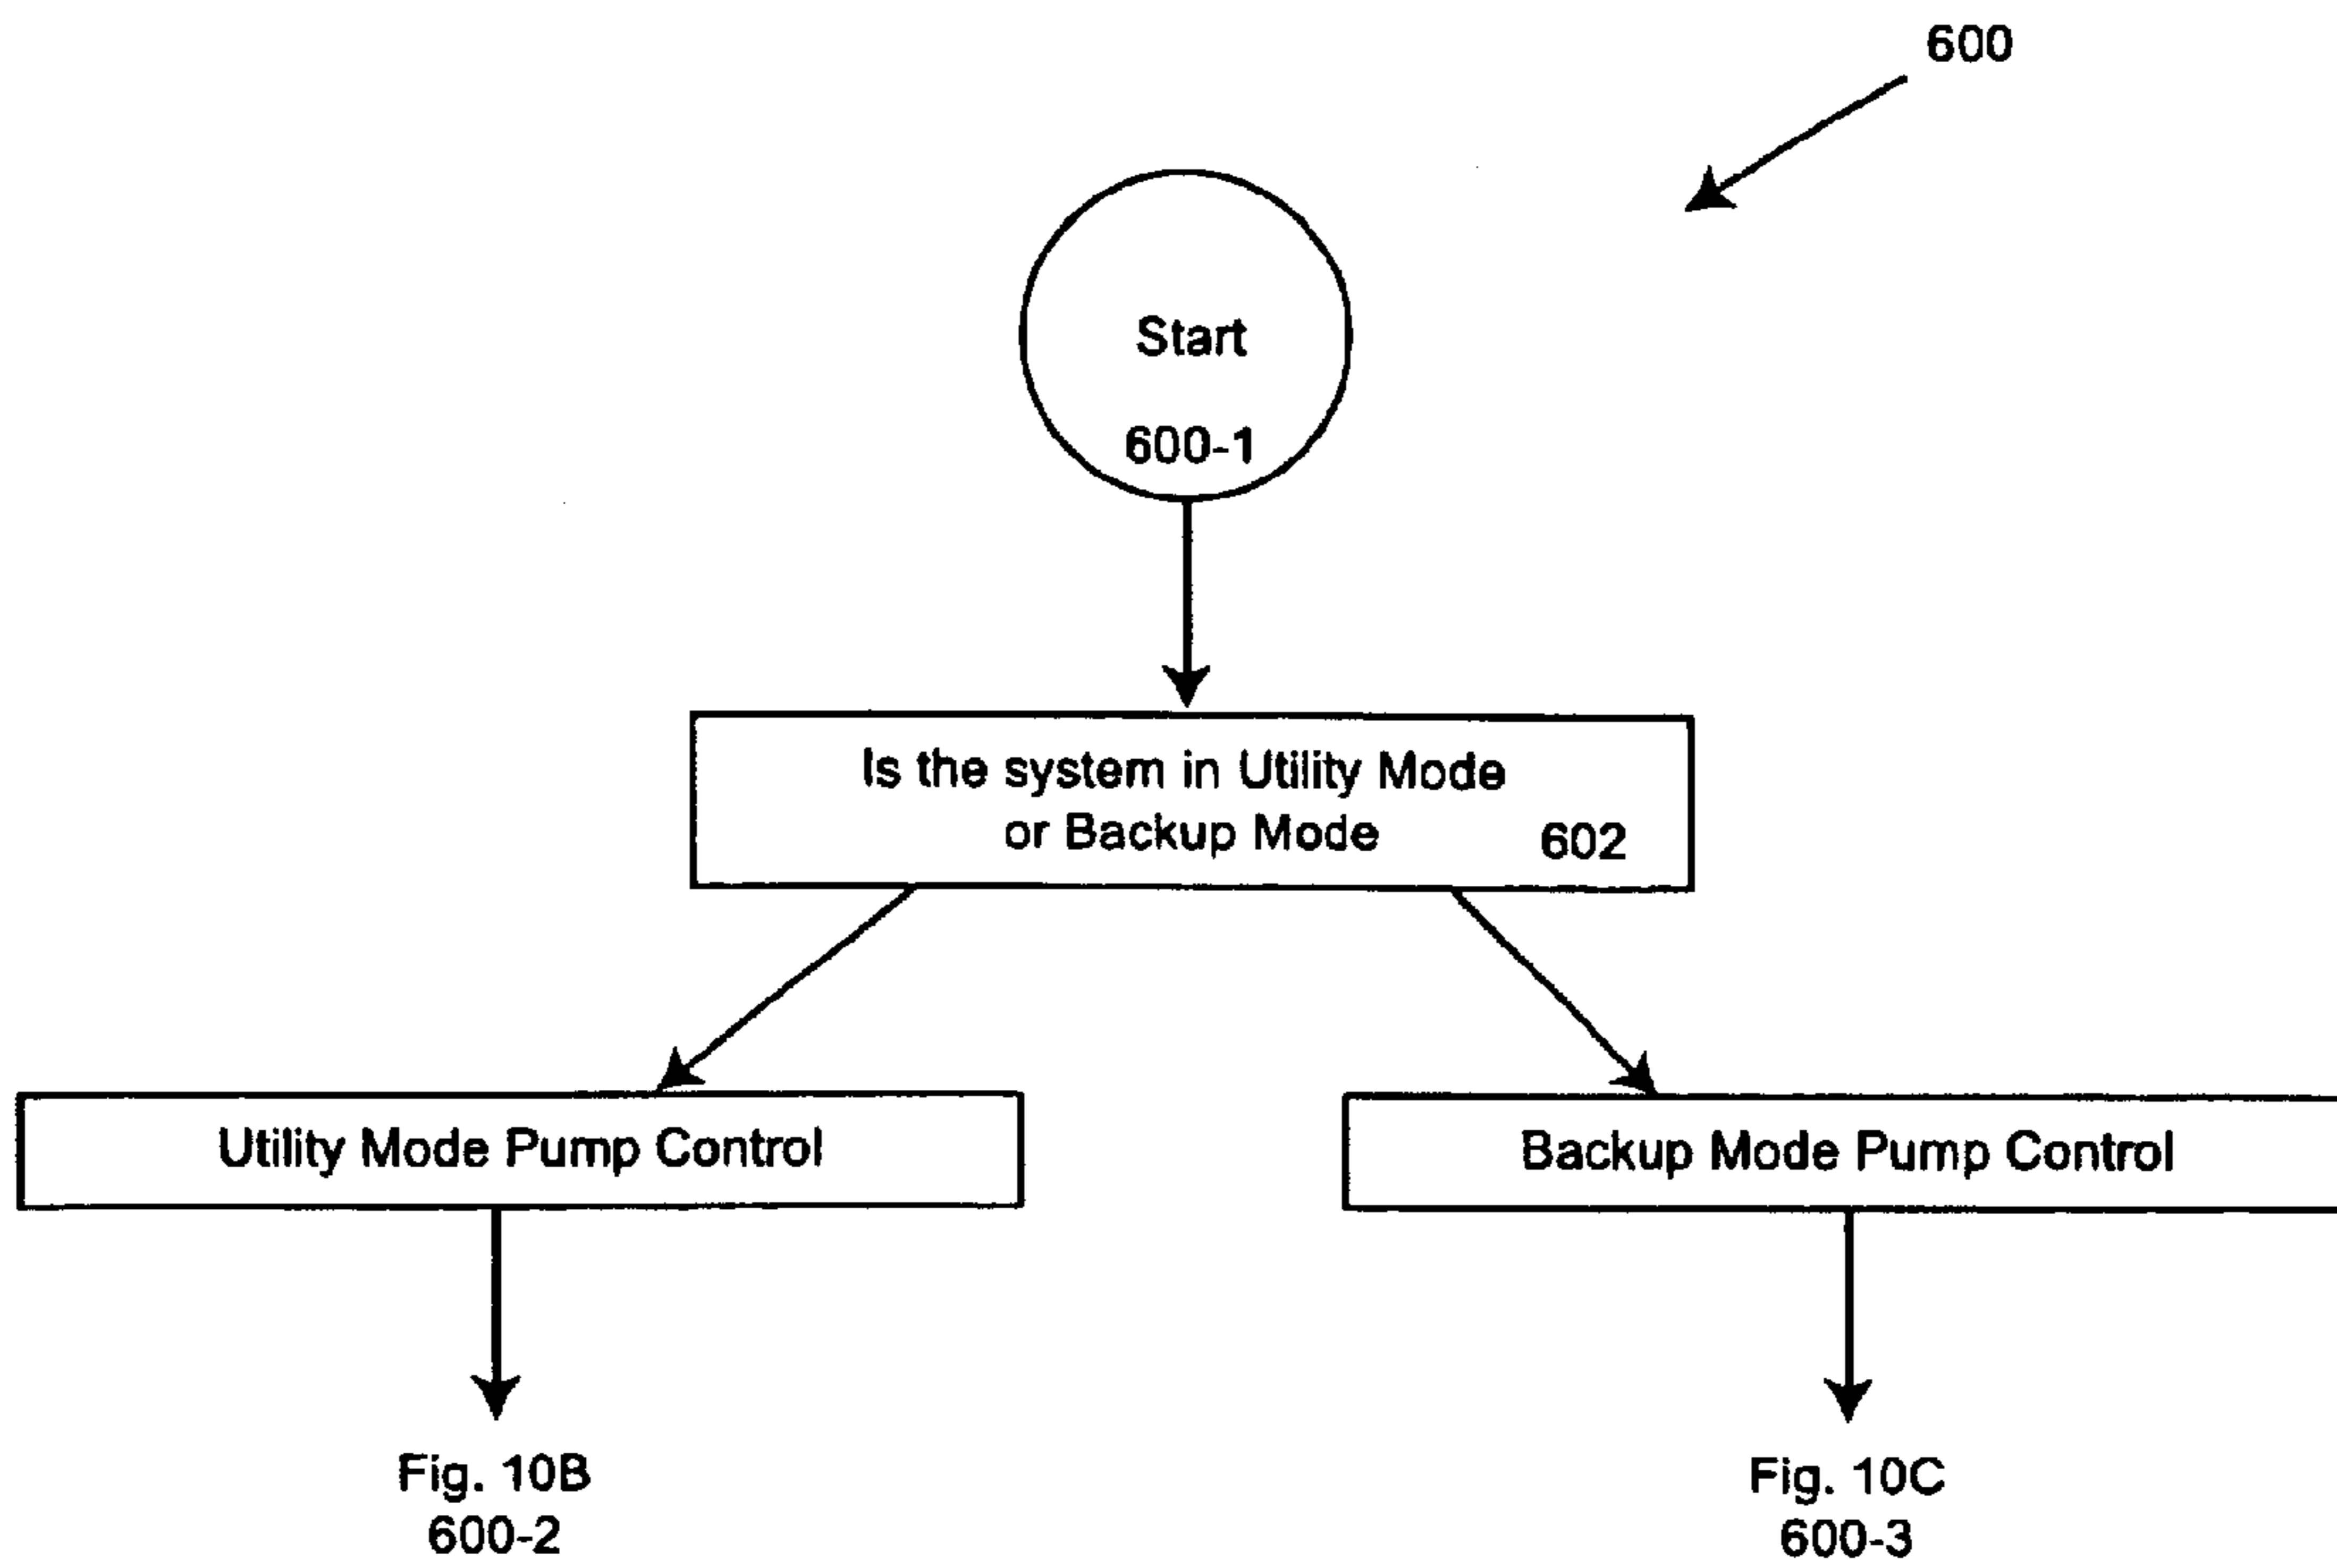 600
Start
600-1
Is the system in Utility Mode
or Backup Mode 602
Utility Mode Pump Control
Backup Mode Pump Control
Fig. 10B
600-2
Fig. 10C
600-3